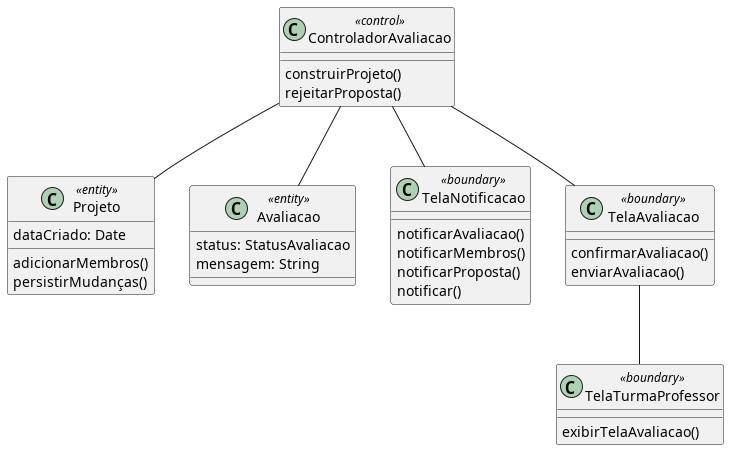 «control»
C ControladorAvaliacao
construirProjeto()
rejeitarProposta()
«entity»
C Projeto
dataCriado: Date
adicionarMembros()
persistirMudanças()
«entity»
C Avaliacao
status: StatusAvaliacao
mensagem: String
«boundary»
C TelaNotificacao
notificarAvaliacao()
notificarMembros()
notificarProposta()
notificar()
«boundary»
C TelaAvaliacao
confirmarAvaliacao()
enviarAvaliacao()
«boundary»
C TelaTurmaProfessor
exibirTelaAvaliacao()